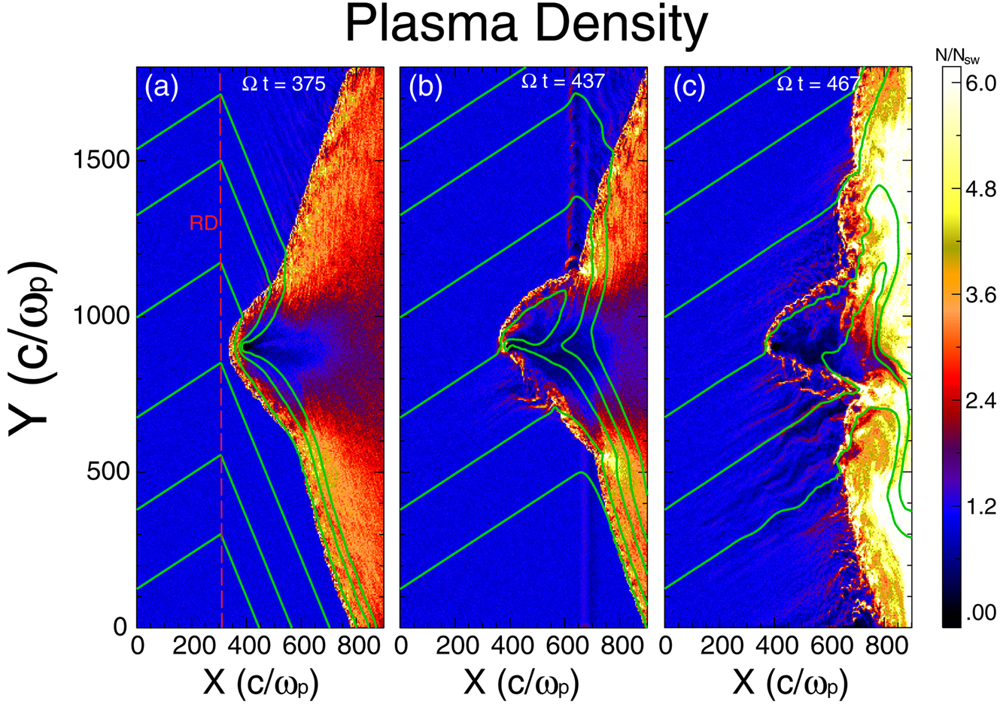 Plasma Density
N/Nsw
(a) Ω t = 375
(b) Ω t = 437
(c) Ω t = 467
6.0
4.8
3.6
2.4
1.2
.00
RD
Y (c/ωp)
1500
1000
500
0
0 200 400 600 800
0 200 400 600 800
0 200 400 600 800
X (c/ωp)
X (c/ωp)
X (c/ωp)